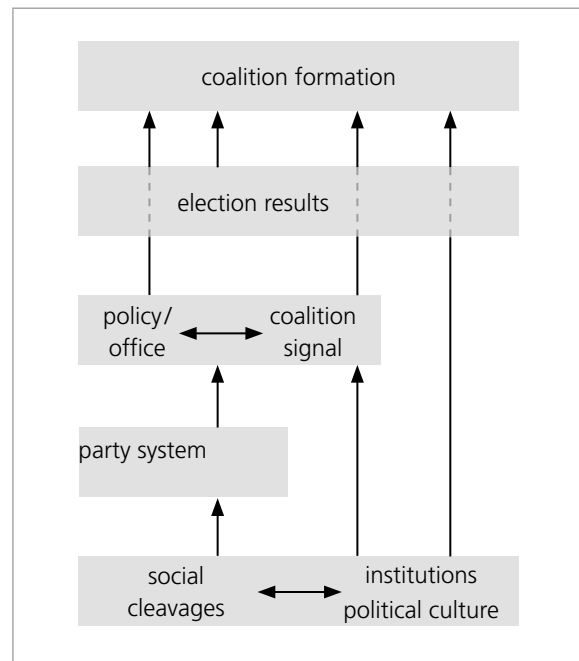 coalition formation
election results
policy/
office
coalition
signal
party system
social
cleavages
institutions
political culture